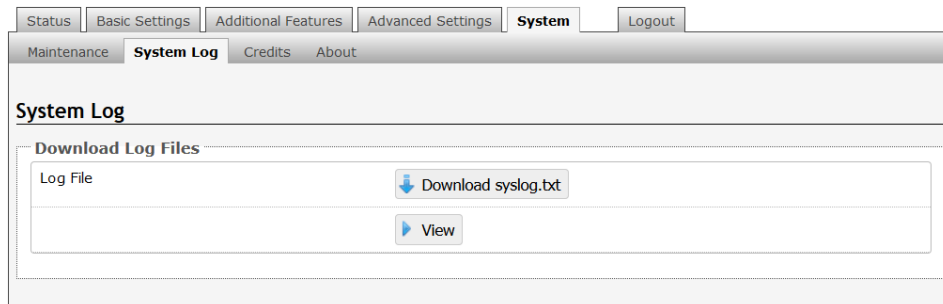 Status Basic Settings Additional Features Advanced Settings System Logout
Maintenance System Log Credits About
System Log
Download Log Files
Log File Download syslog.txt
View